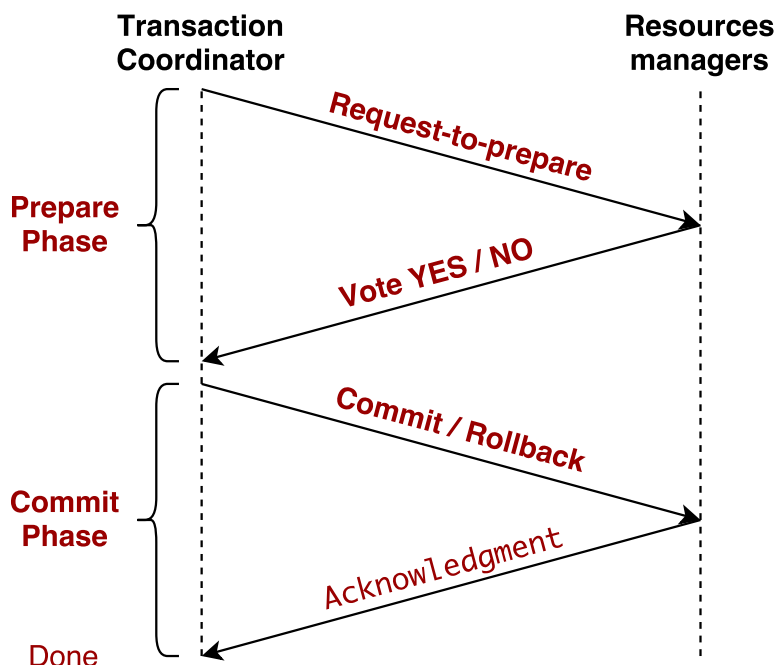 Transaction
Coordinator
Resources
managers
Request-to-prepare
Prepare
Phase
Vote YES / NO
Commit / Rollback
Commit
Phase
Acknowledgment
Done